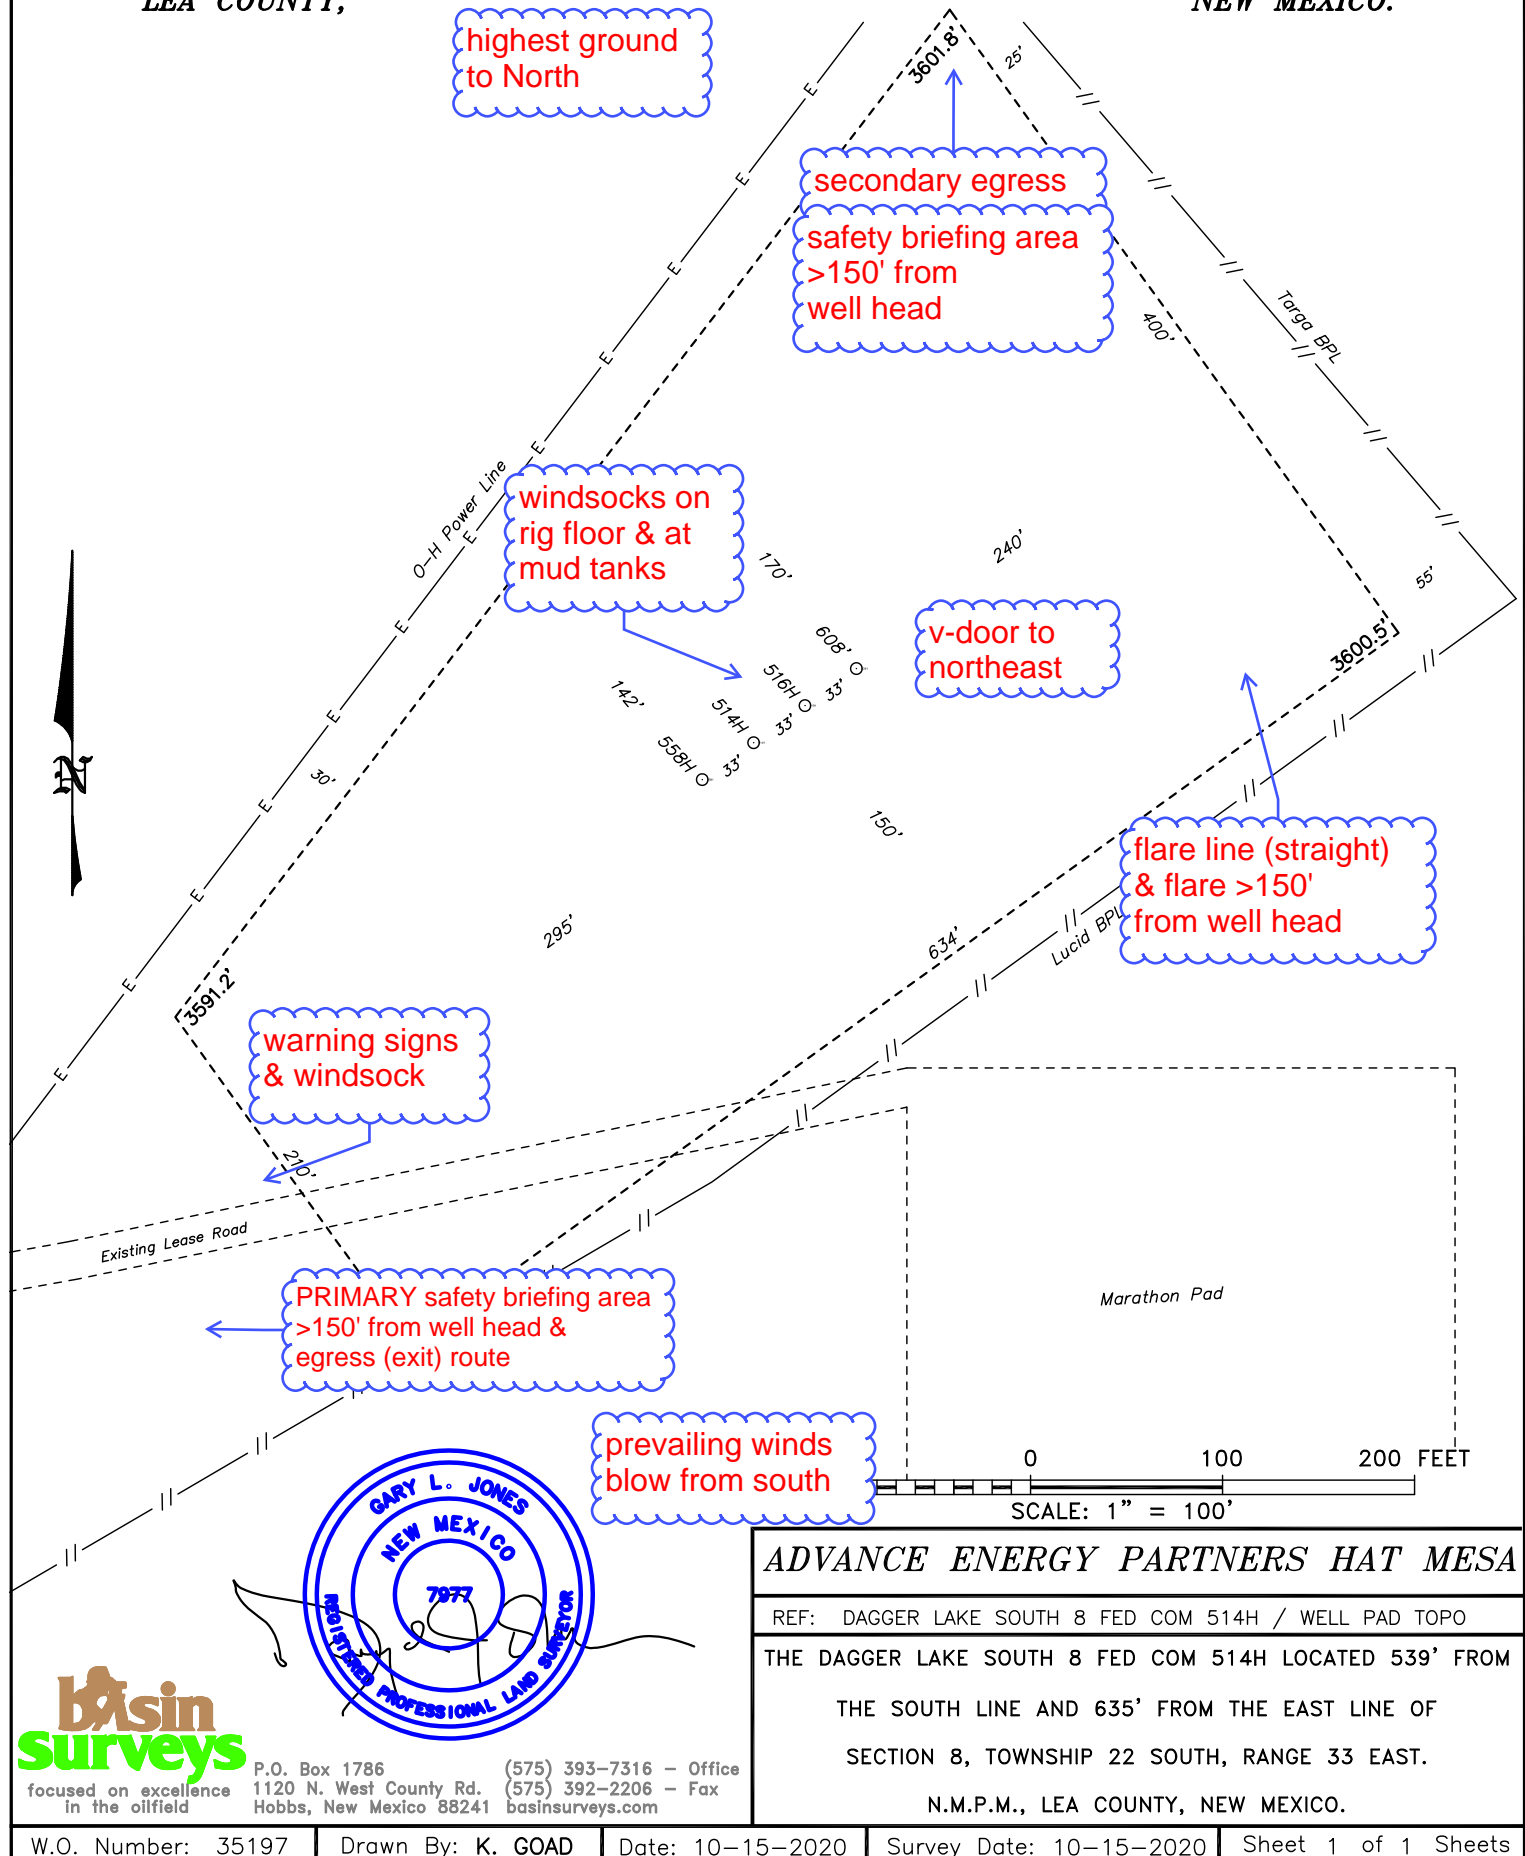 LEA COUNTY,
NEW MEXICO.
highest ground
to North
3601.8'
25'
secondary egress
safety briefing area
>150' from
well head
E
E
E
E
E
E
E
E
E
E
E
E
//
//
//
//
//
//
Targa BPL
400'
O-H Power Line
windsocks on
rig floor & at
mud tanks
170'
240'
55'
v-door to
northeast
3600.5'
608'
516H
33'
514H
33'
558H
33'
142'
30'
150'
N
flare line (straight)
& flare >150'
from well head
295'
634'
Lucid BPL
//
//
//
//
//
//
//
//
//
//
//
3591.2'
warning signs
& windsock
210'
Existing Lease Road
PRIMARY safety briefing area
>150' from well head &
egress (exit) route
Marathon Pad
prevailing winds
blow from south
0 100 200 FEET
SCALE: 1" = 100'
GARY L. JONES
NEW MEXICO
7977
REGISTERED PROFESSIONAL LAND SURVEYOR
ADVANCE ENERGY PARTNERS HAT MESA
REF: DAGGER LAKE SOUTH 8 FED COM 514H / WELL PAD TOPO
THE DAGGER LAKE SOUTH 8 FED COM 514H LOCATED 539' FROM
THE SOUTH LINE AND 635' FROM THE EAST LINE OF
SECTION 8, TOWNSHIP 22 SOUTH, RANGE 33 EAST.
N.M.P.M., LEA COUNTY, NEW MEXICO.
basin
surveys
focused on excellence
in the oilfield
P.O. Box 1786
1120 N. West County Rd.
Hobbs, New Mexico 88241
(575) 393-7316 - Office
(575) 392-2206 - Fax
basinsurveys.com
W.O. Number: 35197
Drawn By: K. GOAD
Date: 10-15-2020
Survey Date: 10-15-2020
Sheet 1 of 1 Sheets